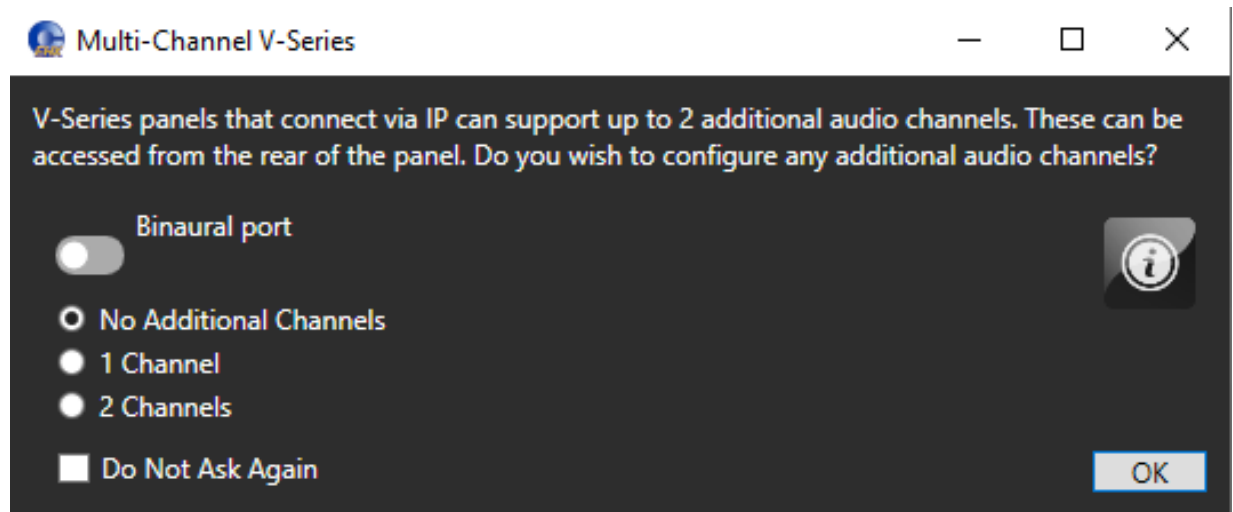 Multi-Channel V-Series
V-Series panels that connect via IP can support up to 2 additional audio channels. These can be
accessed from the rear of the panel. Do you wish to configure any additional audio channels?
Binaural port
No Additional Channels
1 Channel
2 Channels
Do Not Ask Again
OK